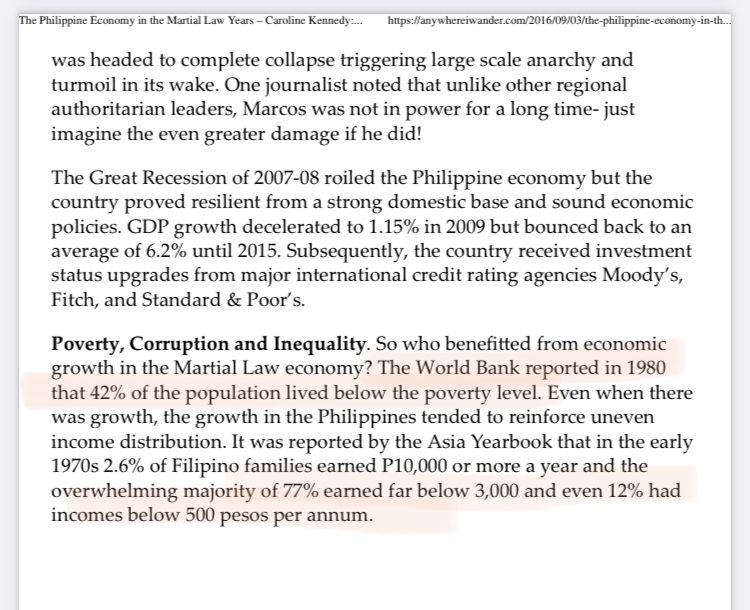 The Philippine Economy in the Martial Law Years – Caroline Kennedy:... https://anywhereiwander.com/2016/09/03/the-philippine-economy-in-th...
was headed to complete collapse triggering large scale anarchy and
turmoil in its wake. One journalist noted that unlike other regional
authoritarian leaders, Marcos was not in power for a long time- just
imagine the even greater damage if he did!
The Great Recession of 2007-08 roiled the Philippine economy but the
country proved resilient from a strong domestic base and sound economic
policies. GDP growth decelerated to 1.15% in 2009 but bounced back to an
average of 6.2% until 2015. Subsequently, the country received investment
status upgrades from major international credit rating agencies Moody's,
Fitch, and Standard & Poor's.
Poverty, Corruption and Inequality. So who benefitted from economic
growth in the Martial Law economy? The World Bank reported in 1980
that 42% of the population lived below the poverty level. Even when there
was growth, the growth in the Philippines tended to reinforce uneven
income distribution. It was reported by the Asia Yearbook that in the early
1970s 2.6% of Filipino families earned P10,000 or more a year and the
overwhelming majority of 77% earned far below 3,000 and even 12% had
incomes below 500 pesos per annum.